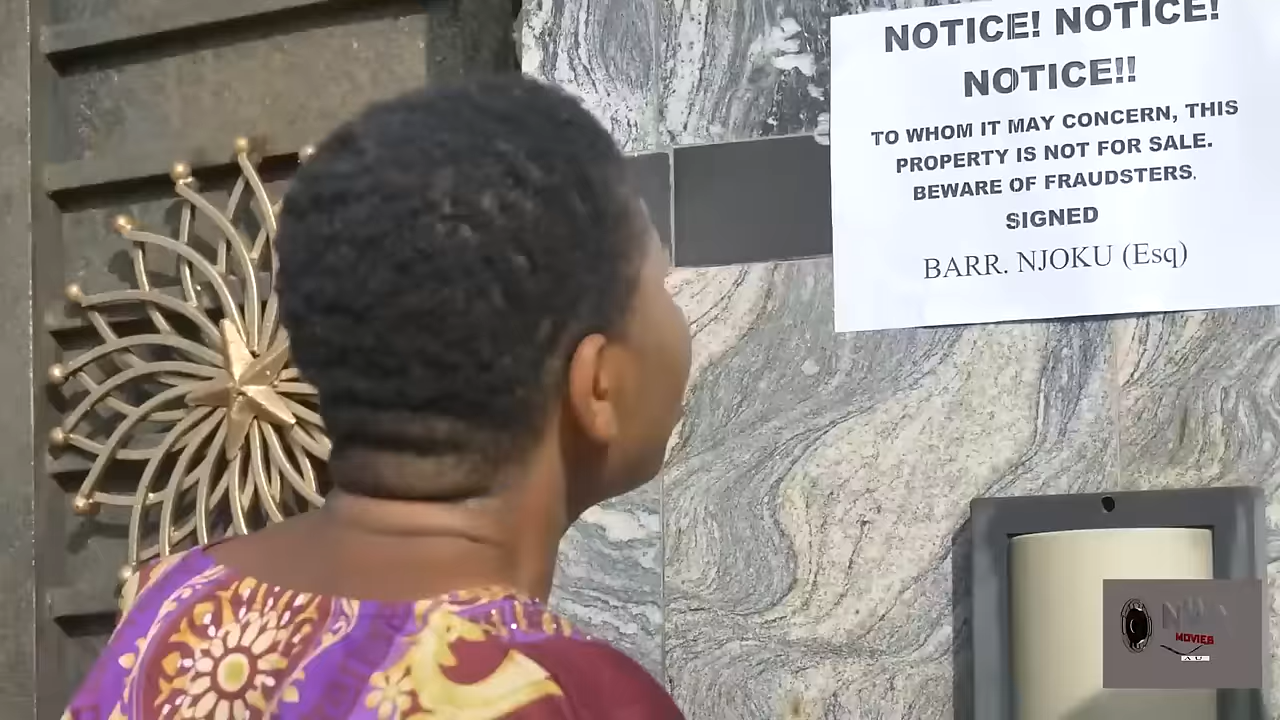 NOTICE! NOTICE!
NOTICE!!
TO WHOM IT MAY CONCERN, THIS
PROPERTY IS NOT FOR SALE.
BEWARE OF FRAUDSTERS.
SIGNED
BARR. NJOKU (Esq)
MOVIES